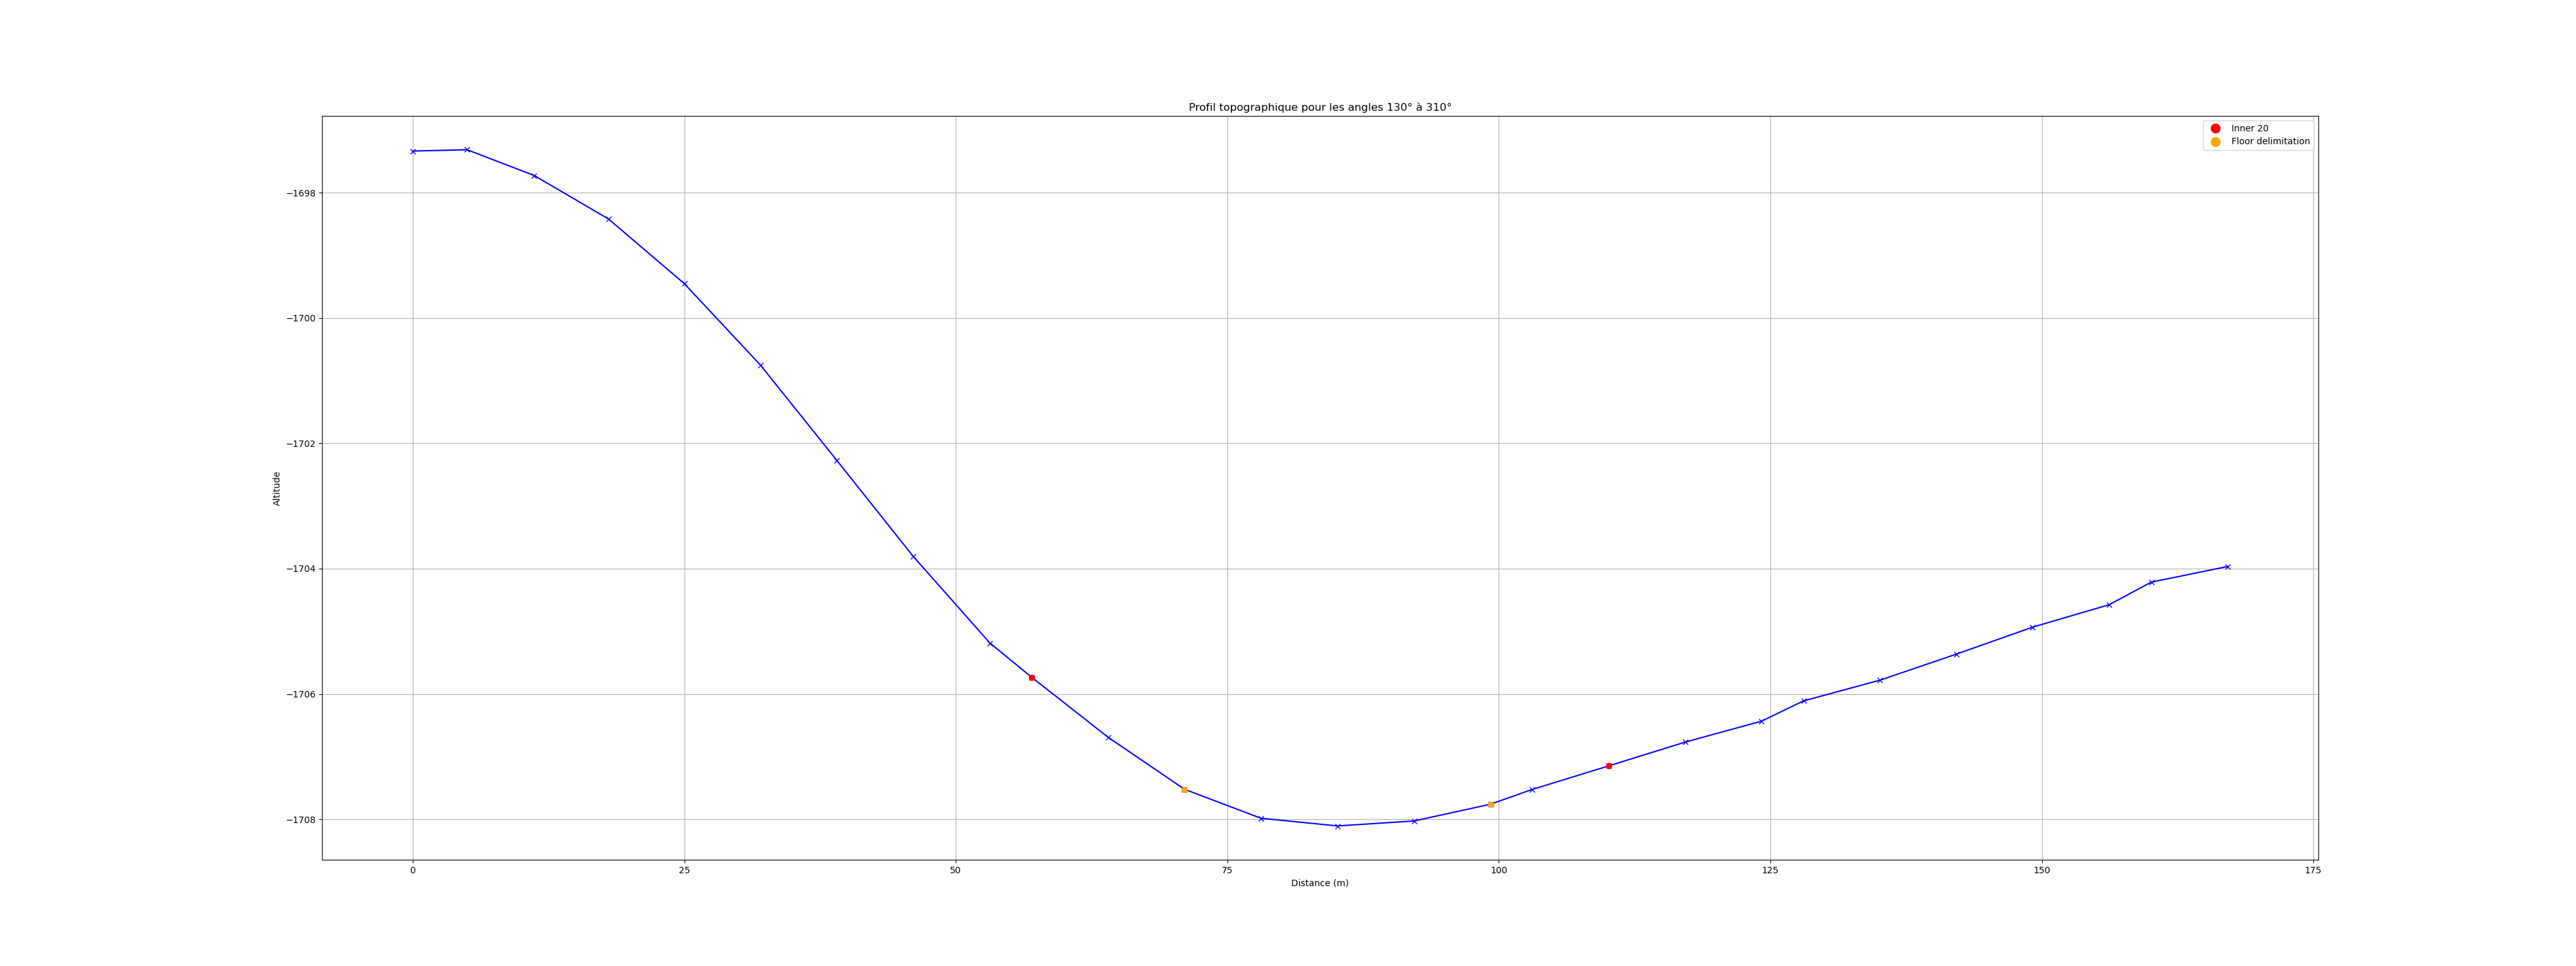 Profil topographique pour les angles 130° à 310°
Inner 20
Floor delimitation
−1698
−1700
−1702
−1704
−1706
−1708
Altitude
0 25 50 75 100 125 150 175
Distance (m)